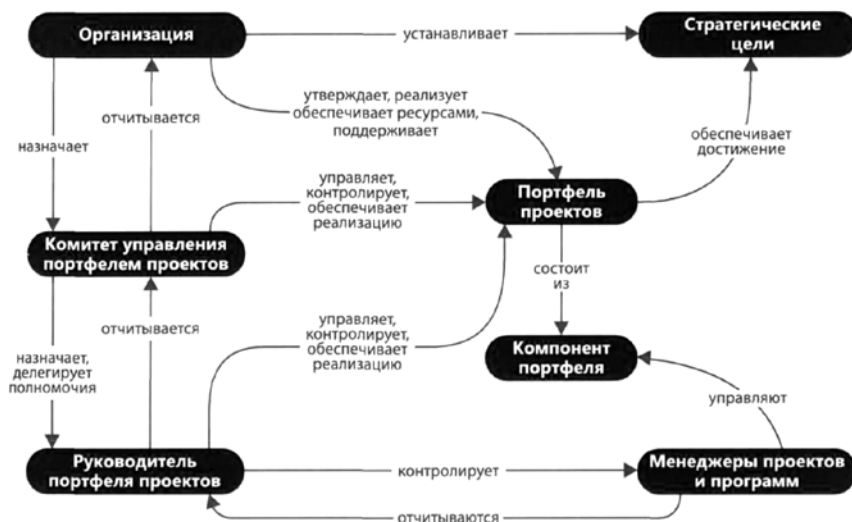 Организация
устанавливает
Стратегические
цели
утверждает, реализует
обеспечивает ресурсами,
поддерживает
отчитывается
назначает
обеспечивает
достижение
управляет,
контролирует,
обеспечивает
реализацию
Портфель
проектов
Комитет управления
портфелем проектов
состоит
из
отчитывается
управляет,
контролирует,
обеспечивает
реализацию
Компонент
портфеля
назначает,
делегирует
полномочия
управляют
Руководитель
портфеля проектов
контролирует
Менеджеры проектов
и программ
отчитываются